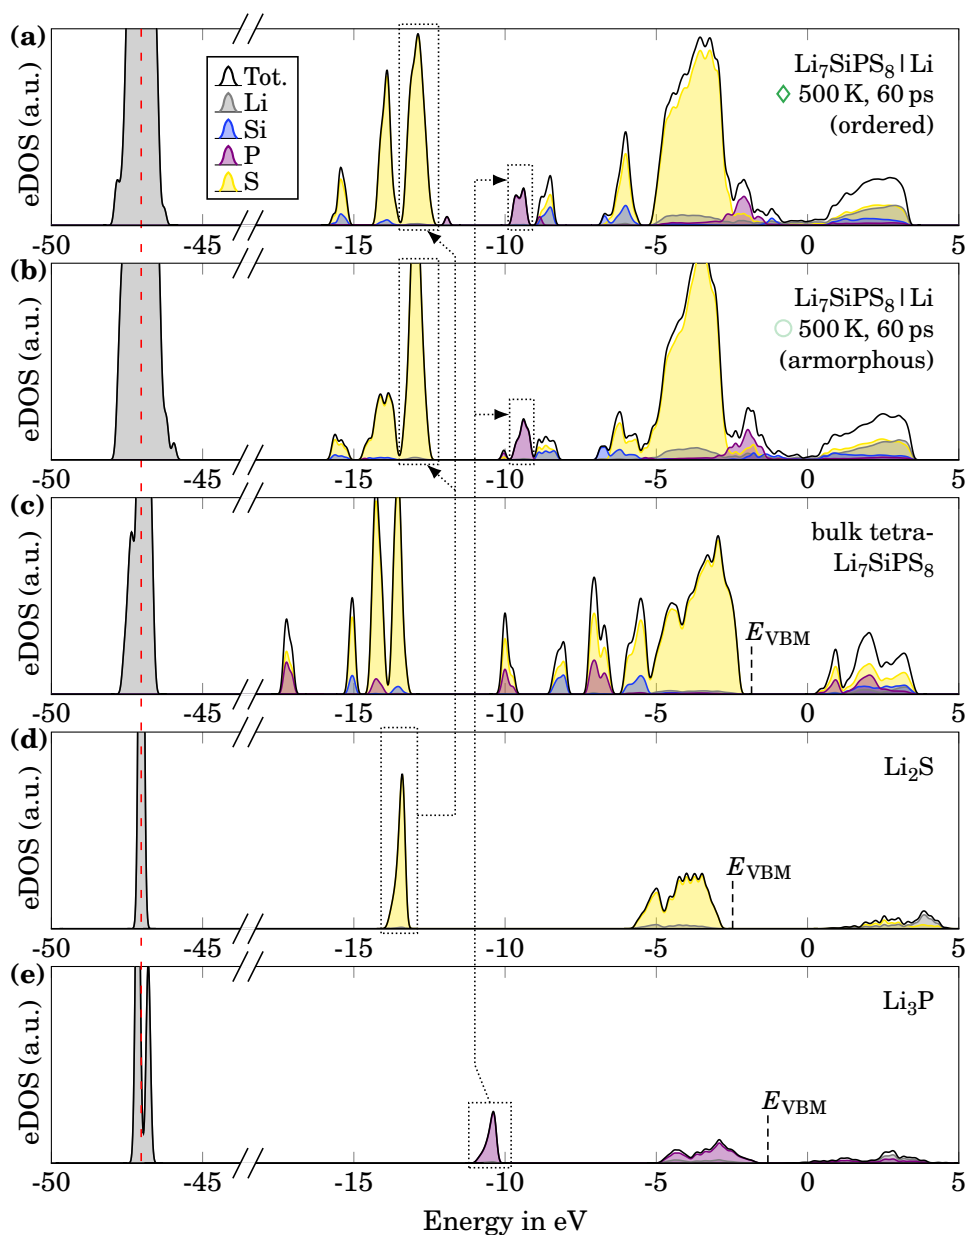 (a)
eDOS (a.u.)
Tot.
Li
Si
P
S
Li₇SiPS₈|Li
500 K, 60 ps
(ordered)
-50 -45 -15 -10 -5 0 5
(b)
eDOS (a.u.)
Li₇SiPS₈|Li
500 K, 60 ps
(armorphous)
-50 -45 -15 -10 -5 0 5
(c)
eDOS (a.u.)
bulk tetra-
Li₇SiPS₈
E_VBM
-50 -45 -15 -10 -5 0 5
(d)
eDOS (a.u.)
Li₂S
E_VBM
-50 -45 -15 -10 -5 0 5
(e)
eDOS (a.u.)
Li₃P
E_VBM
-50 -45 -15 -10 -5 0 5
Energy in eV